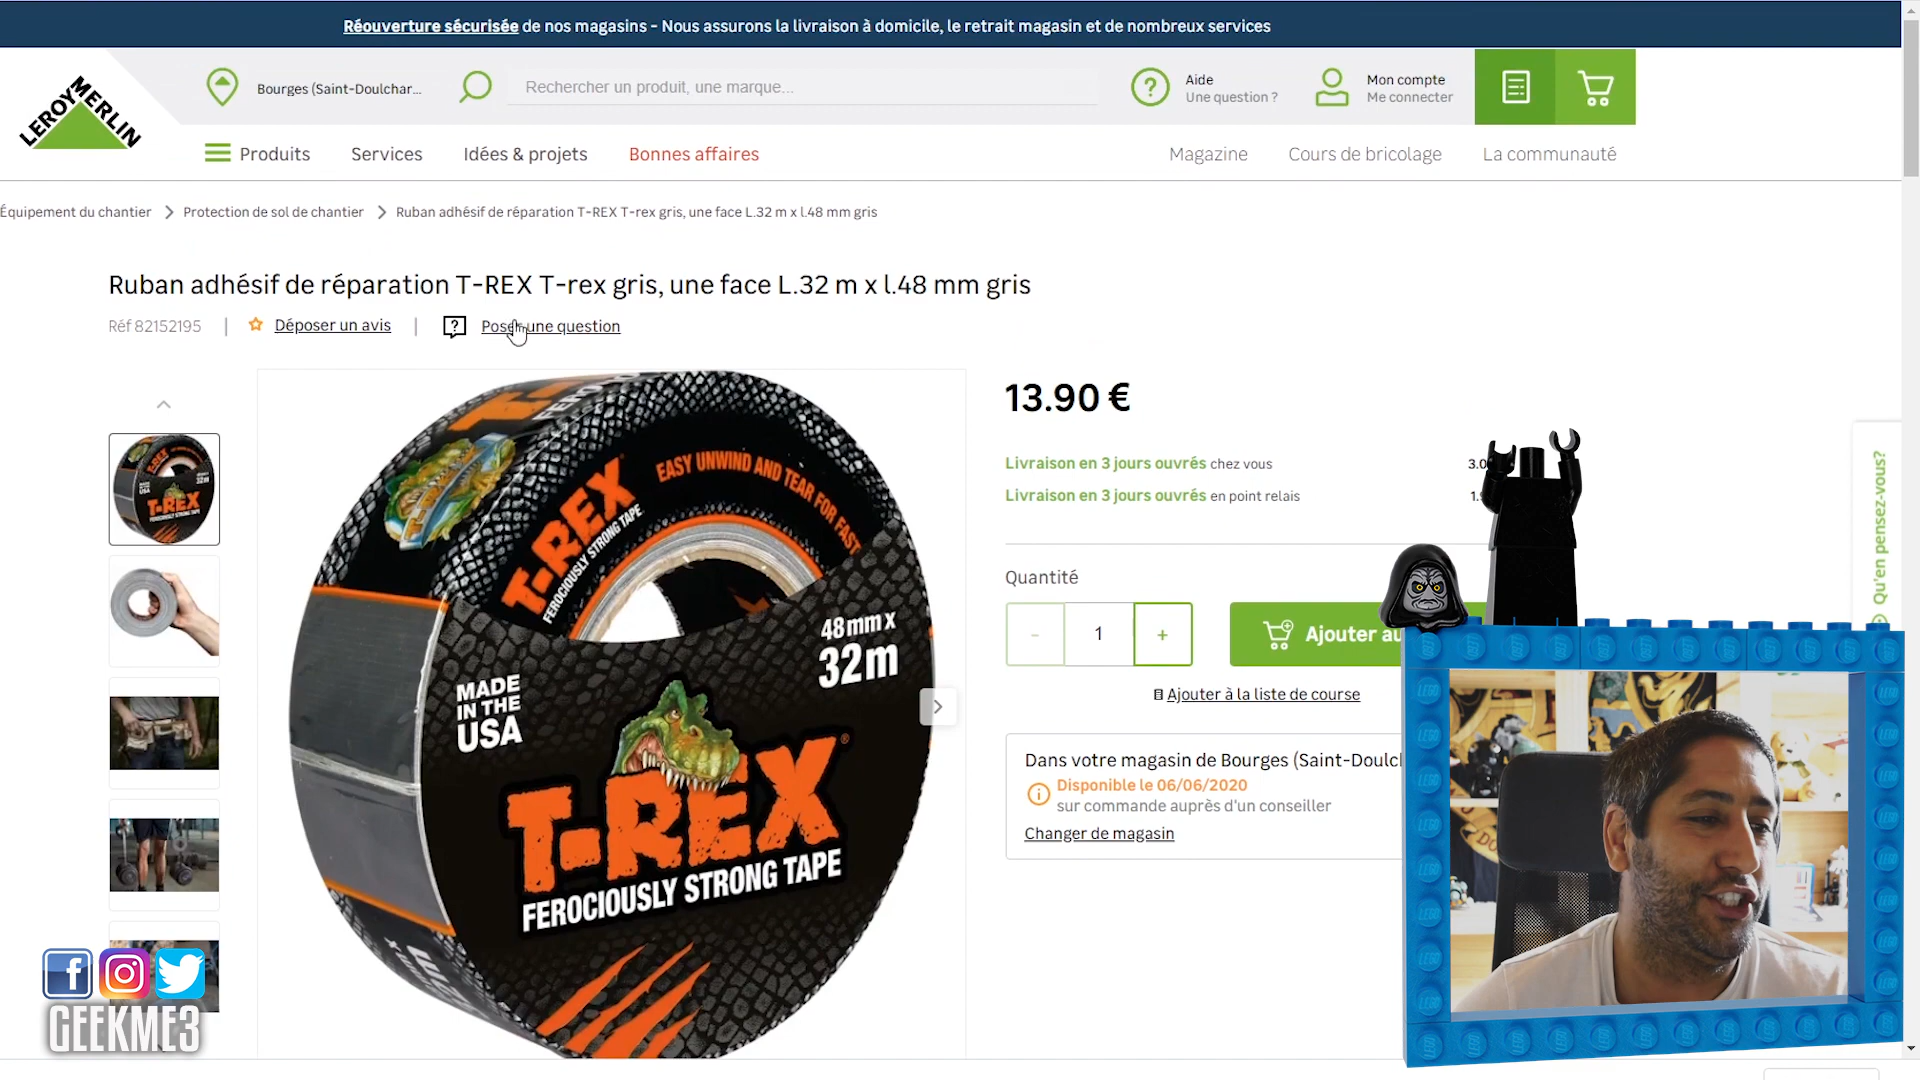 Réouverture sécurisée de nos magasins - Nous assurons la livraison à domicile, le retrait magasin et de nombreux services
LEROY MERLIN
Bourges (Saint-Doulchar...
Rechercher un produit, une marque...
Aide
Une question ?
Mon compte
Me connecter
Produits
Services
Idées & projets
Bonnes affaires
Magazine
Cours de bricolage
La communauté
Équipement du chantier
Protection de sol de chantier
Ruban adhésif de réparation T-REX T-rex gris, une face L.32 m x l.48 mm gris
Ruban adhésif de réparation T-REX T-rex gris, une face L.32 m x l.48 mm gris
Réf 82152195 | Déposer un avis | Poser une question
13.90 €
Livraison en 3 jours ouvrés chez vous
Livraison en 3 jours ouvrés en point relais
Quantité
- 1 +
Ajouter au
Ajouter à la liste de course
Dans votre magasin de Bourges (Saint-Doulc
Disponible le 06/06/2020
sur commande auprès d'un conseiller
Changer de magasin
Qu'en pensez-vous?
T-REX
FEROCIOUSLY STRONG TAPE
EASY UNWIND AND TEAR FOR FAST
48mm x
32m
MADE
IN THE
USA
T-REX®
FEROCIOUSLY STRONG TAPE
GEEKME3